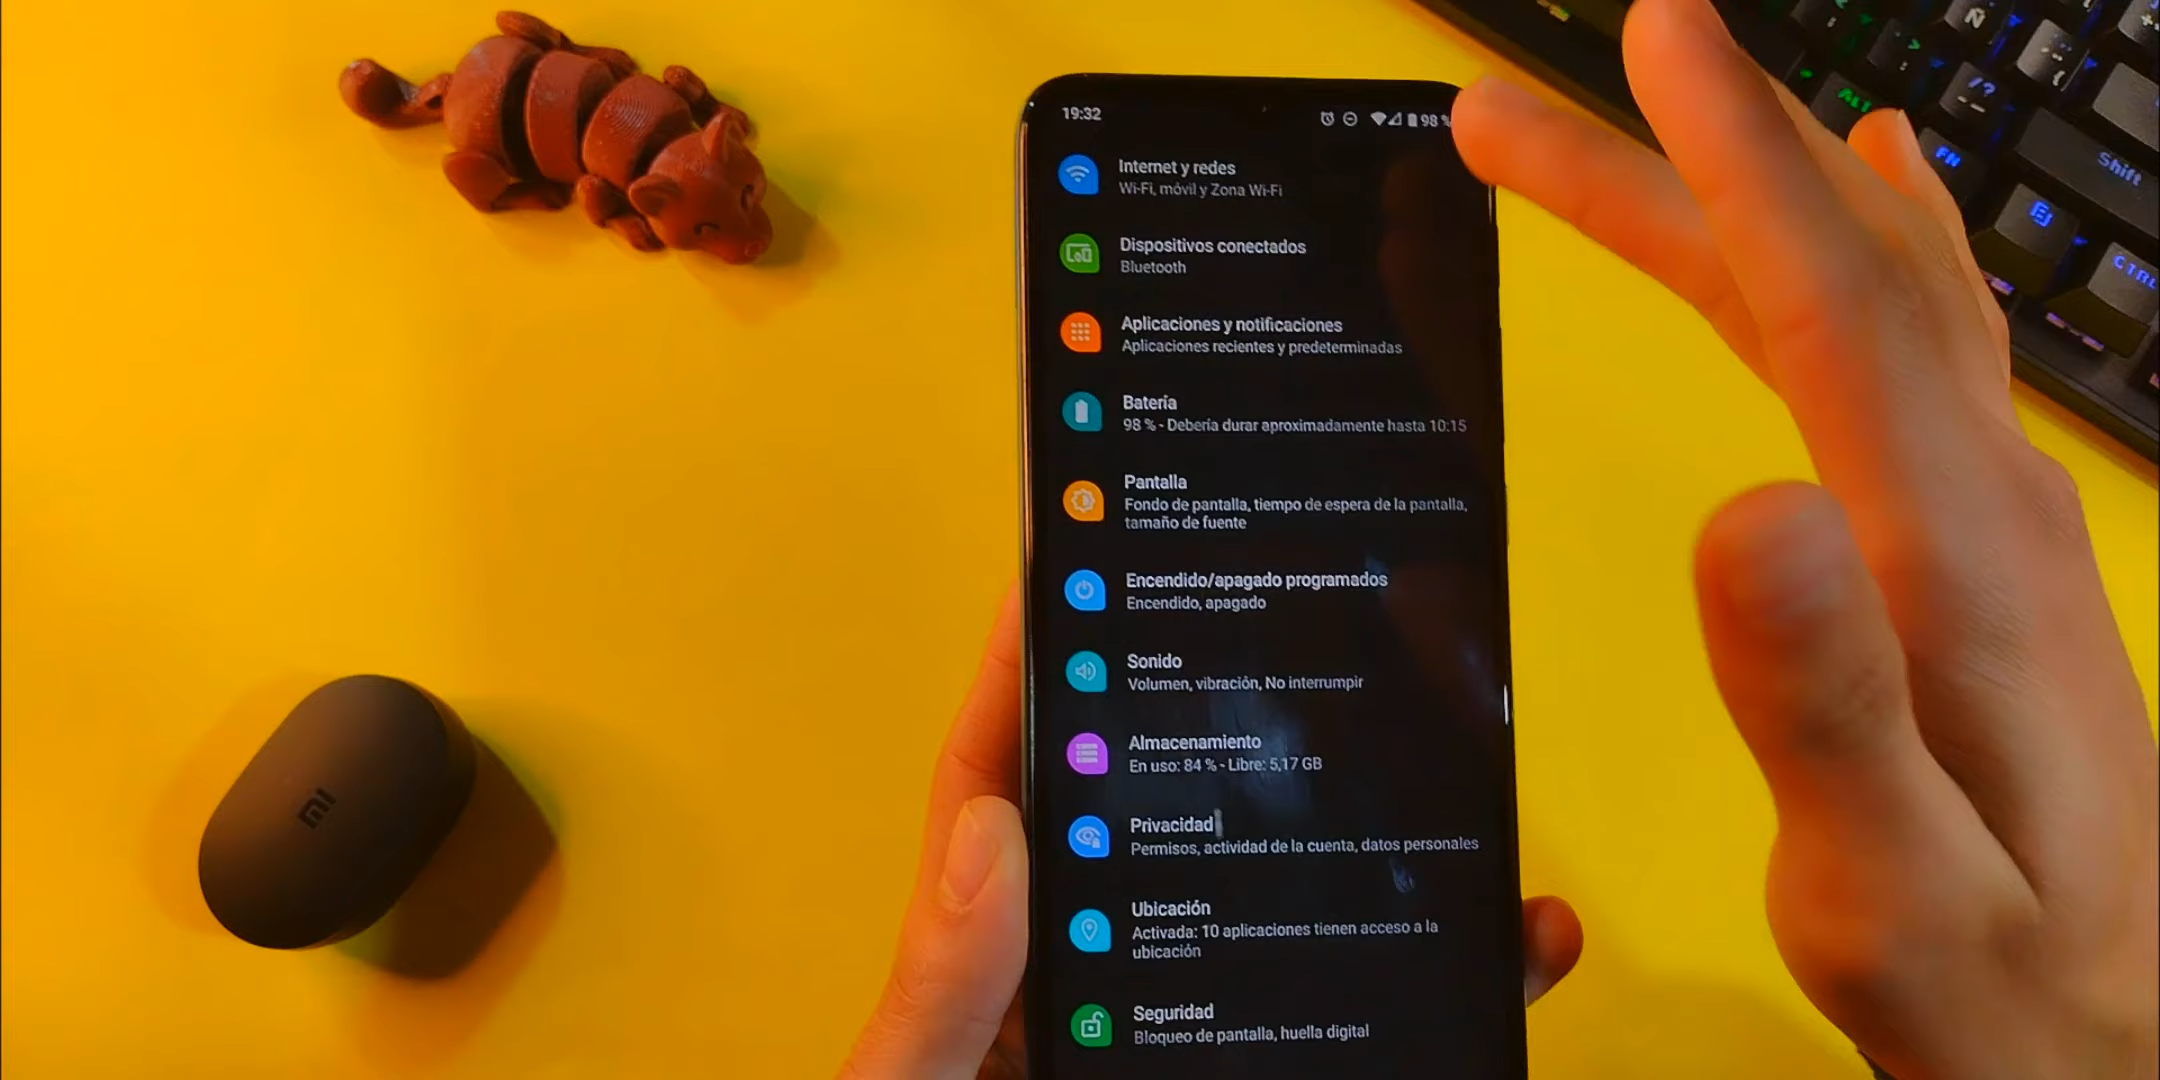 19:32
98 %
Internet y redes
Wi-Fi, móvil y Zona Wi-Fi
Dispositivos conectados
Bluetooth
Aplicaciones y notificaciones
Aplicaciones recientes y predeterminadas
Batería
98 % - Debería durar aproximadamente hasta 10:15
Pantalla
Fondo de pantalla, tiempo de espera de la pantalla,
tamaño de fuente
Encendido/apagado programados
Encendido, apagado
Sonido
Volumen, vibración, No interrumpir
Almacenamiento
En uso: 84 % - Libre: 5,17 GB
Privacidad
Permisos, actividad de la cuenta, datos personales
Ubicación
Activada: 10 aplicaciones tienen acceso a la
ubicación
Seguridad
Bloqueo de pantalla, huella digital
mi
Ñ
ALT
FN
Shift
CTRL